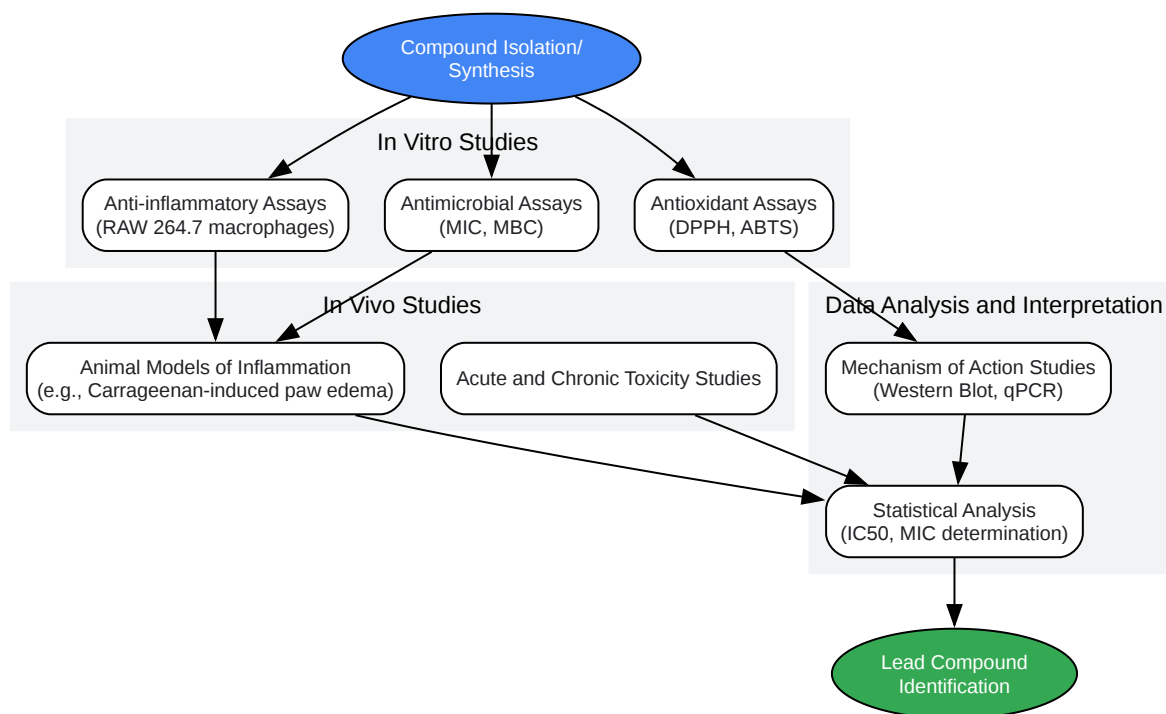 Compound Isolation/
Synthesis
In Vitro Studies
Anti-inflammatory Assays
(RAW 264.7 macrophages)
Antimicrobial Assays
(MIC, MBC)
Antioxidant Assays
(DPPH, ABTS)
In Vivo Studies
Data Analysis and Interpretation
Animal Models of Inflammation
(e.g., Carrageenan-induced paw edema)
Acute and Chronic Toxicity Studies
Mechanism of Action Studies
(Western Blot, qPCR)
Statistical Analysis
(IC50, MIC determination)
Lead Compound
Identification